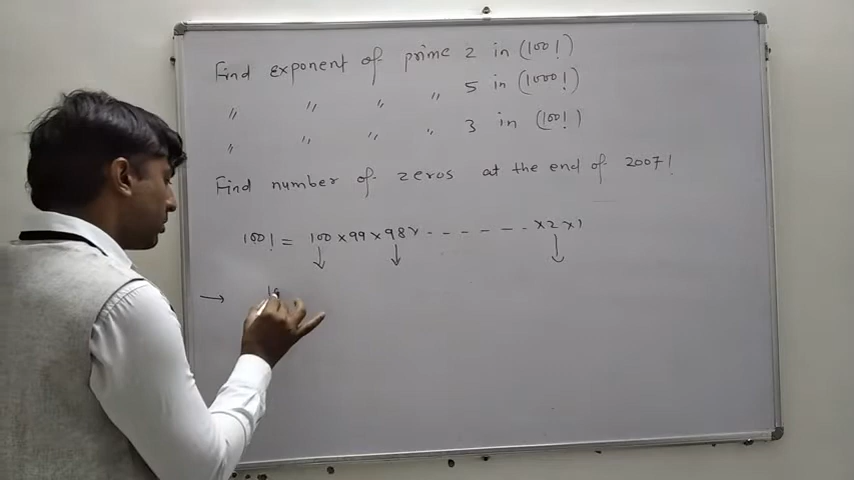 Find exponent of prime 2 in (100!)
" " " " 5 in (1000!)
" " " " 3 in (100!)
Find number of zeros at the end of 2007!
100! = 100 × 99 × 98 × - - - - - - × 2 × 1
→